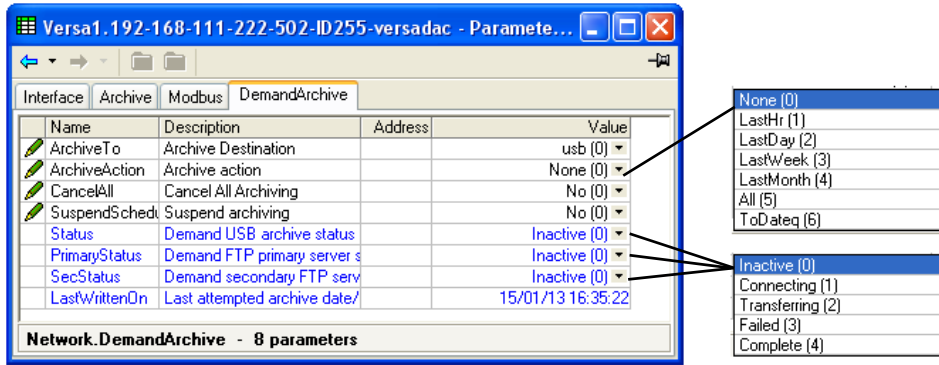 Versa1.192-168-111-222-502-ID255-versadac - Paramete...
Interface Archive Modbus DemandArchive
Name Description Address Value
ArchiveTo Archive Destination usb (0)
ArchiveAction Archive action None (0)
CancelAll Cancel All Archiving No (0)
SuspendSchedu Suspend archiving No (0)
Status Demand USB archive status Inactive (0)
PrimaryStatus Demand FTP primary server s Inactive (0)
SecStatus Demand secondary FTP serv Inactive (0)
LastWrittenOn Last attempted archive date/ 15/01/13 16:35:22
Network.DemandArchive - 8 parameters
None (0)
LastHr (1)
LastDay (2)
LastWeek (3)
LastMonth (4)
All (5)
ToDateq (6)
Inactive (0)
Connecting (1)
Transferring (2)
Failed (3)
Complete (4)